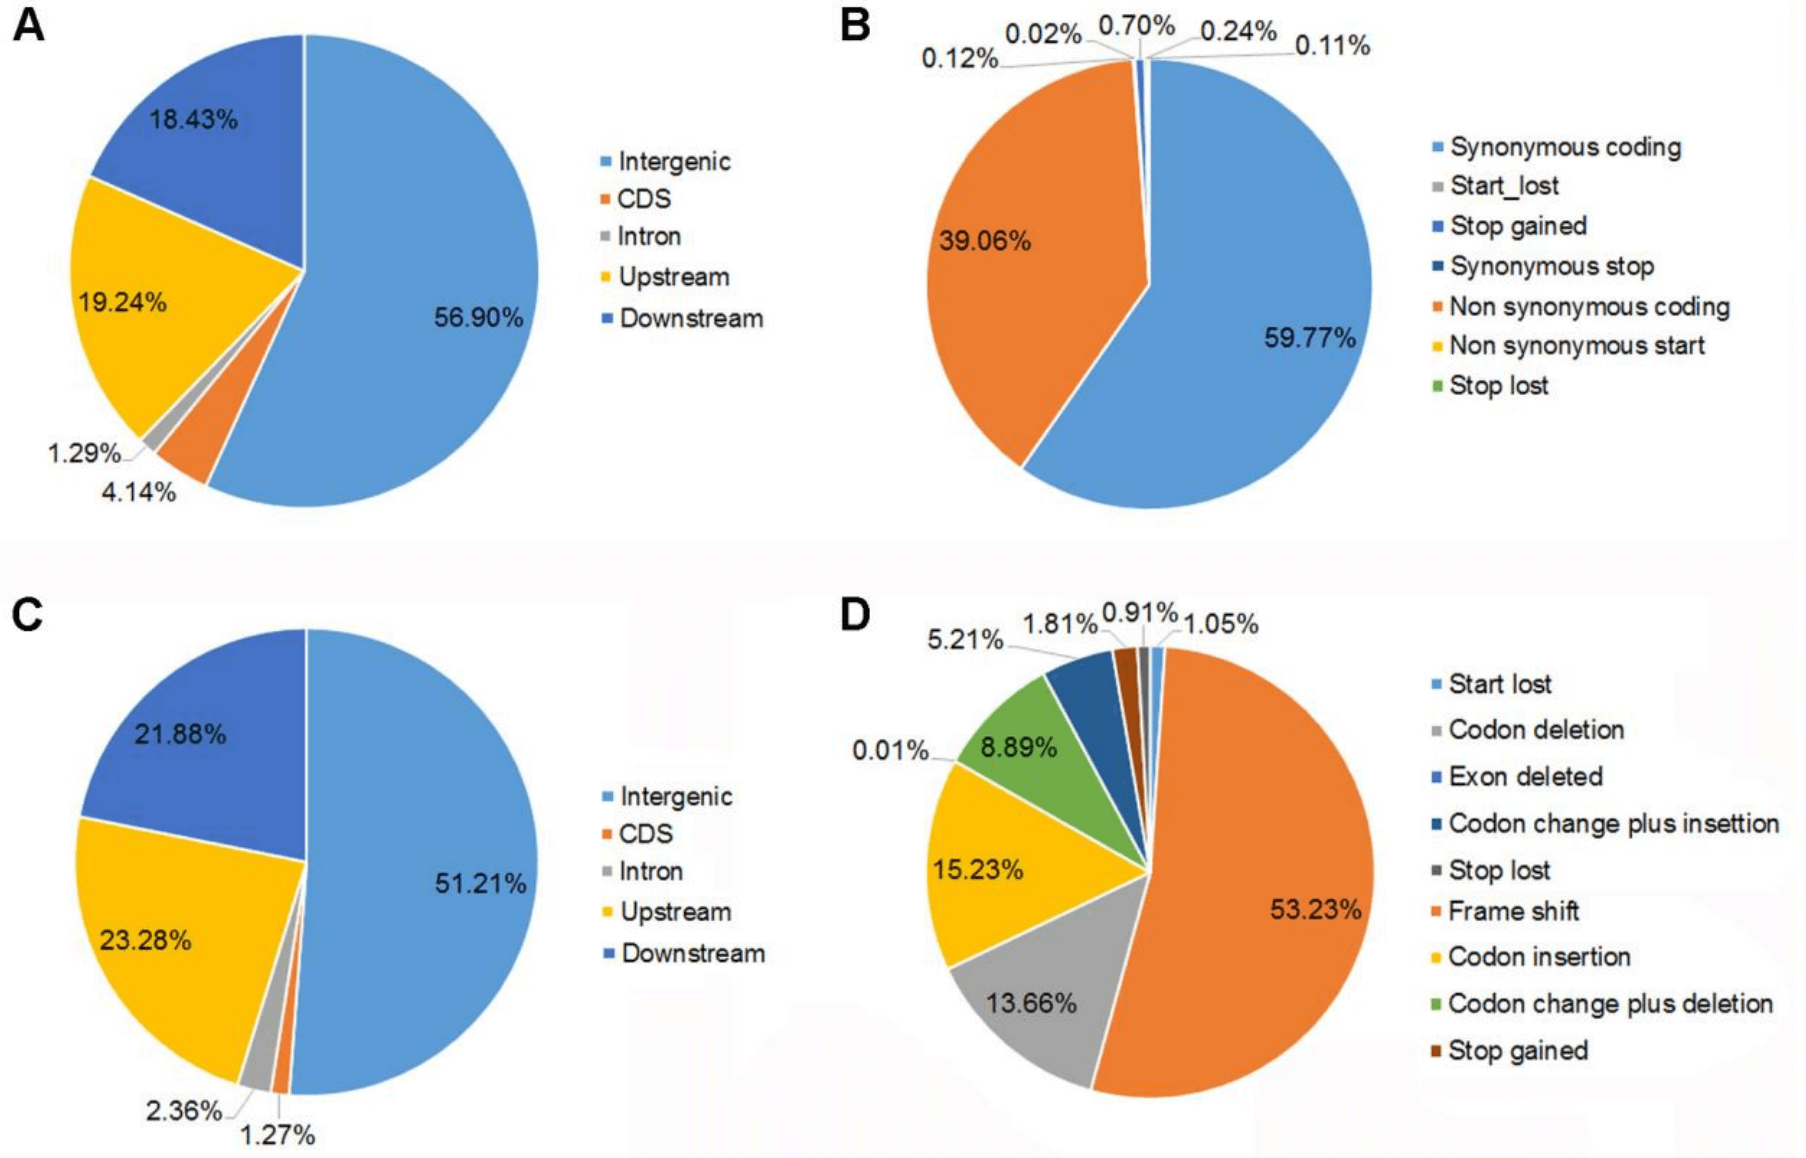 A
18.43%
19.24%
56.90%
1.29%
4.14%
Intergenic
CDS
Intron
Upstream
Downstream
B
0.12%
0.02%
0.70%
0.24%
0.11%
39.06%
59.77%
Synonymous coding
Start_lost
Stop gained
Synonymous stop
Non synonymous coding
Non synonymous start
Stop lost
C
21.88%
51.21%
23.28%
2.36%
1.27%
Intergenic
CDS
Intron
Upstream
Downstream
D
5.21%
1.81%
0.91%
1.05%
0.01%
8.89%
15.23%
53.23%
13.66%
Start lost
Codon deletion
Exon deleted
Codon change plus insettion
Stop lost
Frame shift
Codon insertion
Codon change plus deletion
Stop gained